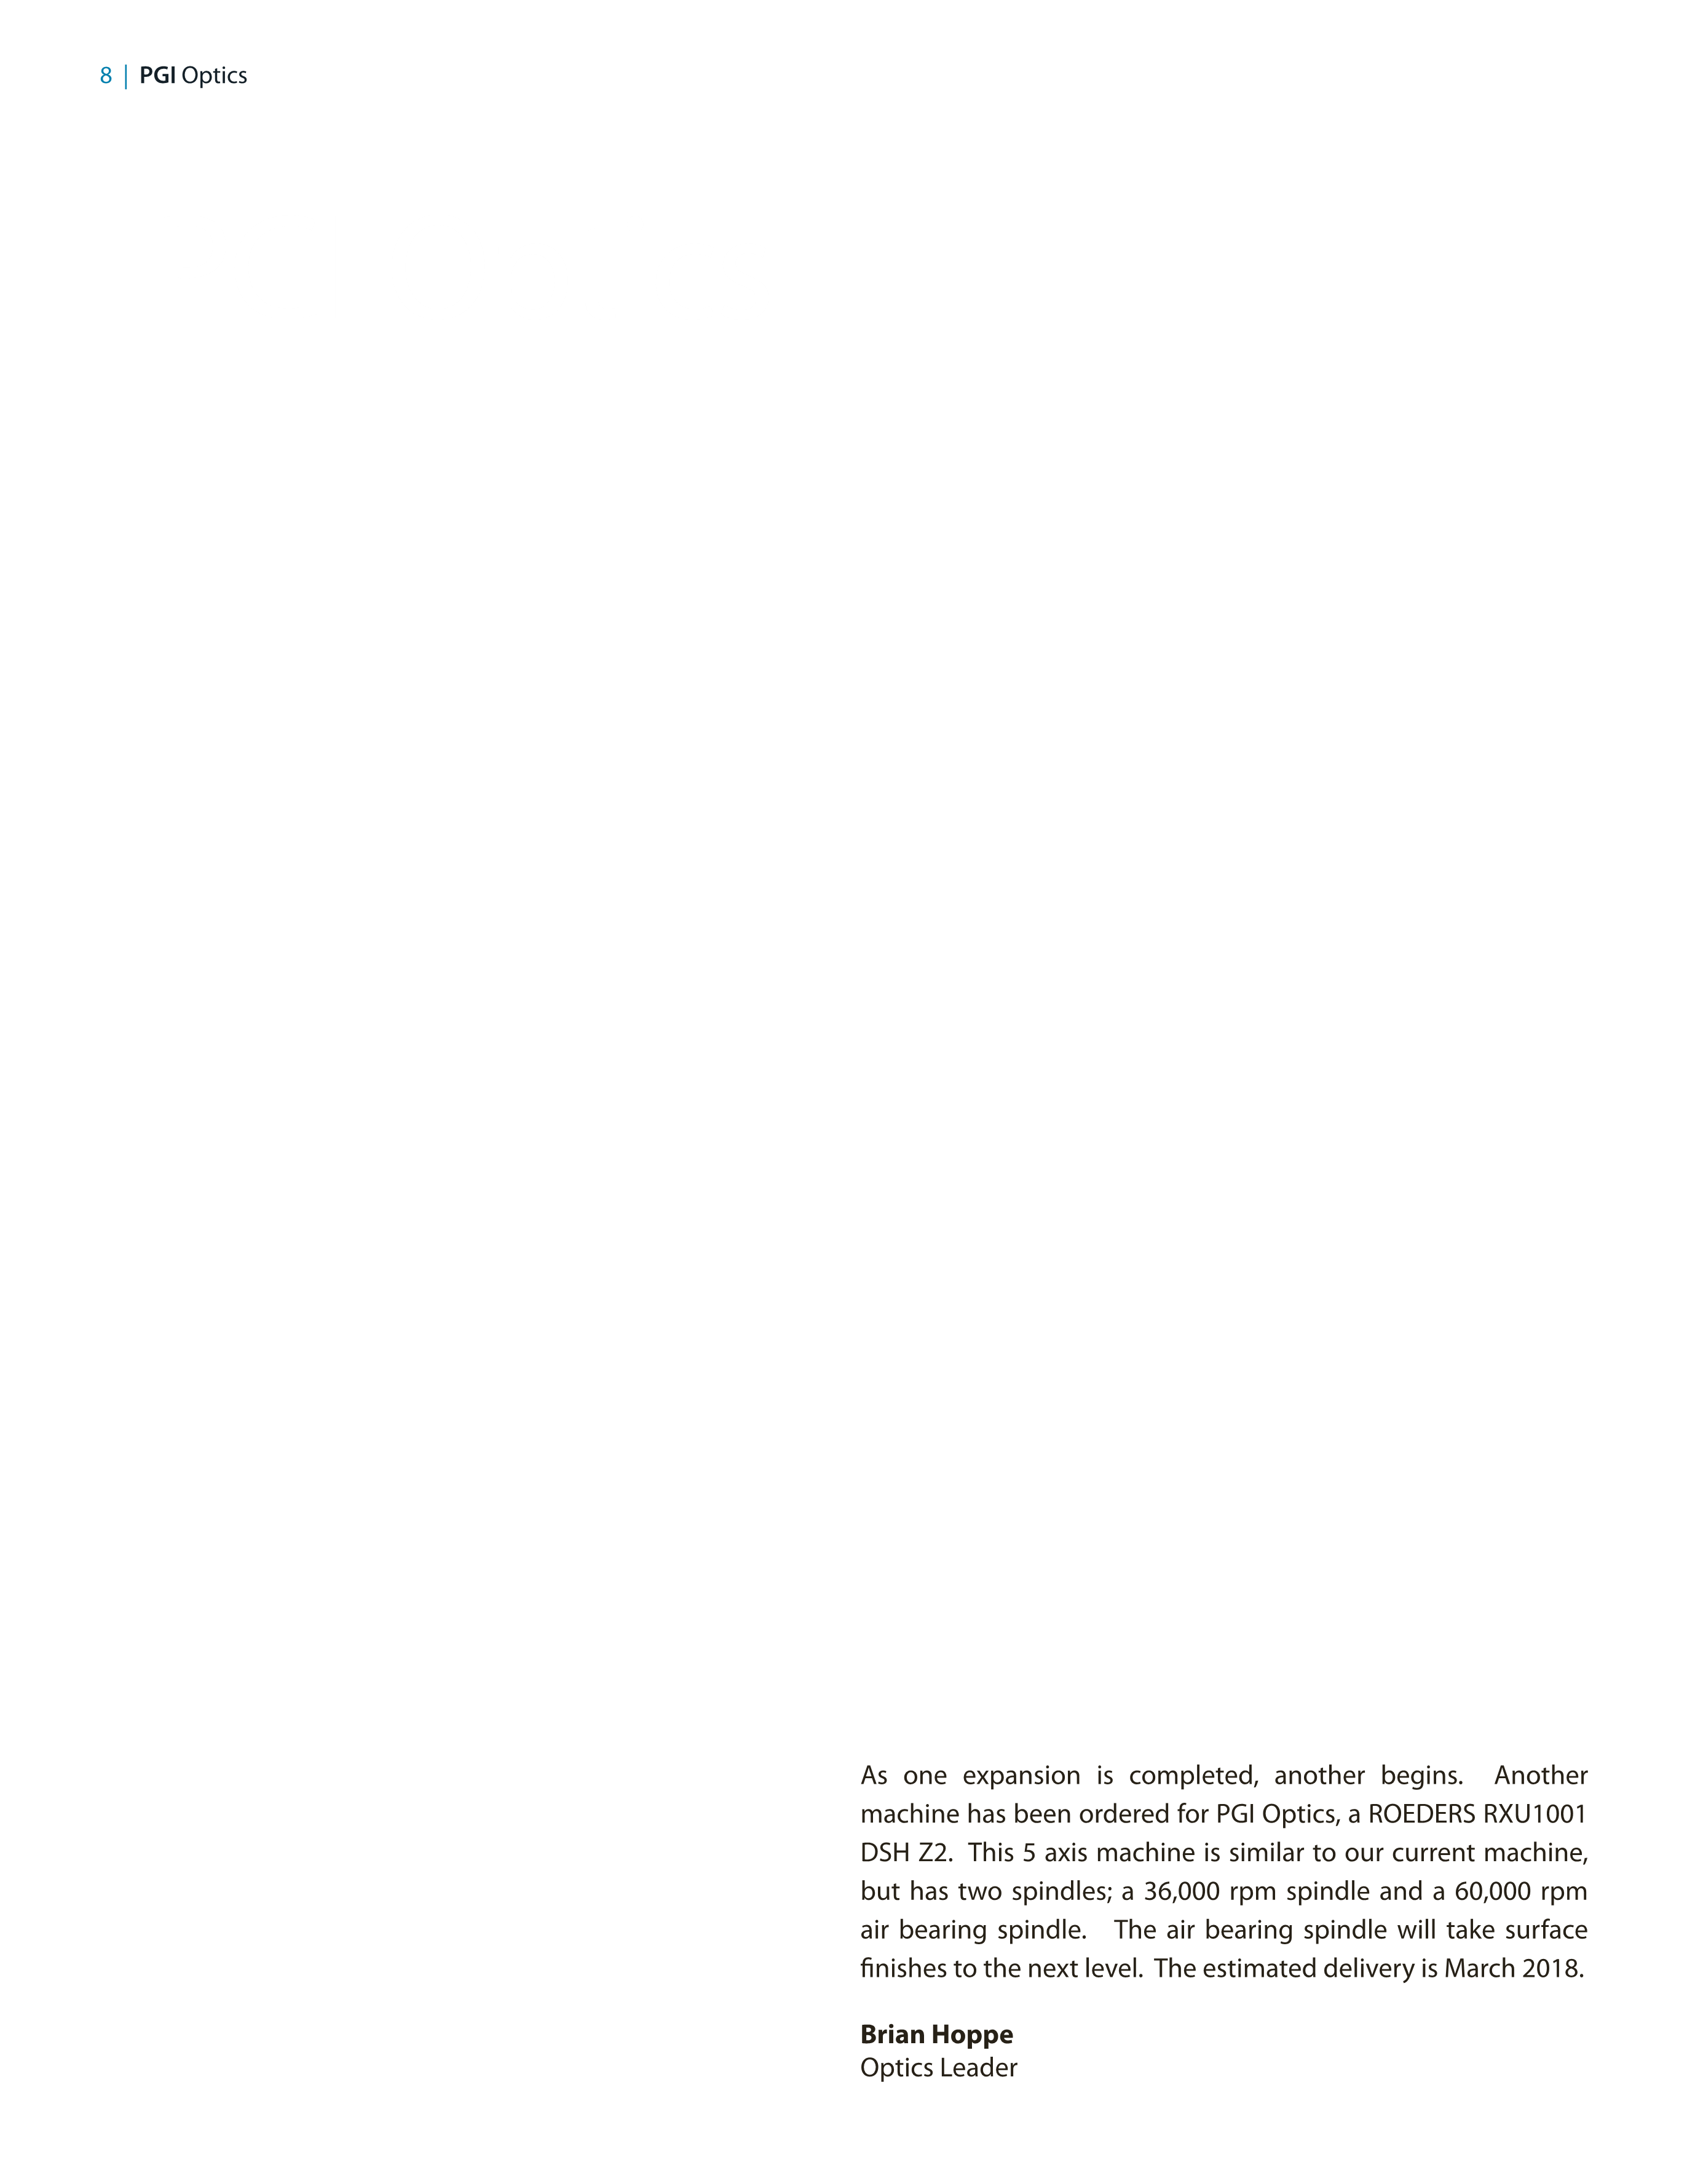 8 | PGI Optics
As one expansion is completed, another begins. Another
machine has been ordered for PGI Optics, a ROEDERS RXU1001
DSH Z2. This 5 axis machine is similar to our current machine,
but has two spindles; a 36,000 rpm spindle and a 60,000 rpm
air bearing spindle. The air bearing spindle will take surface
finishes to the next level. The estimated delivery is March 2018.
Brian Hoppe
Optics Leader